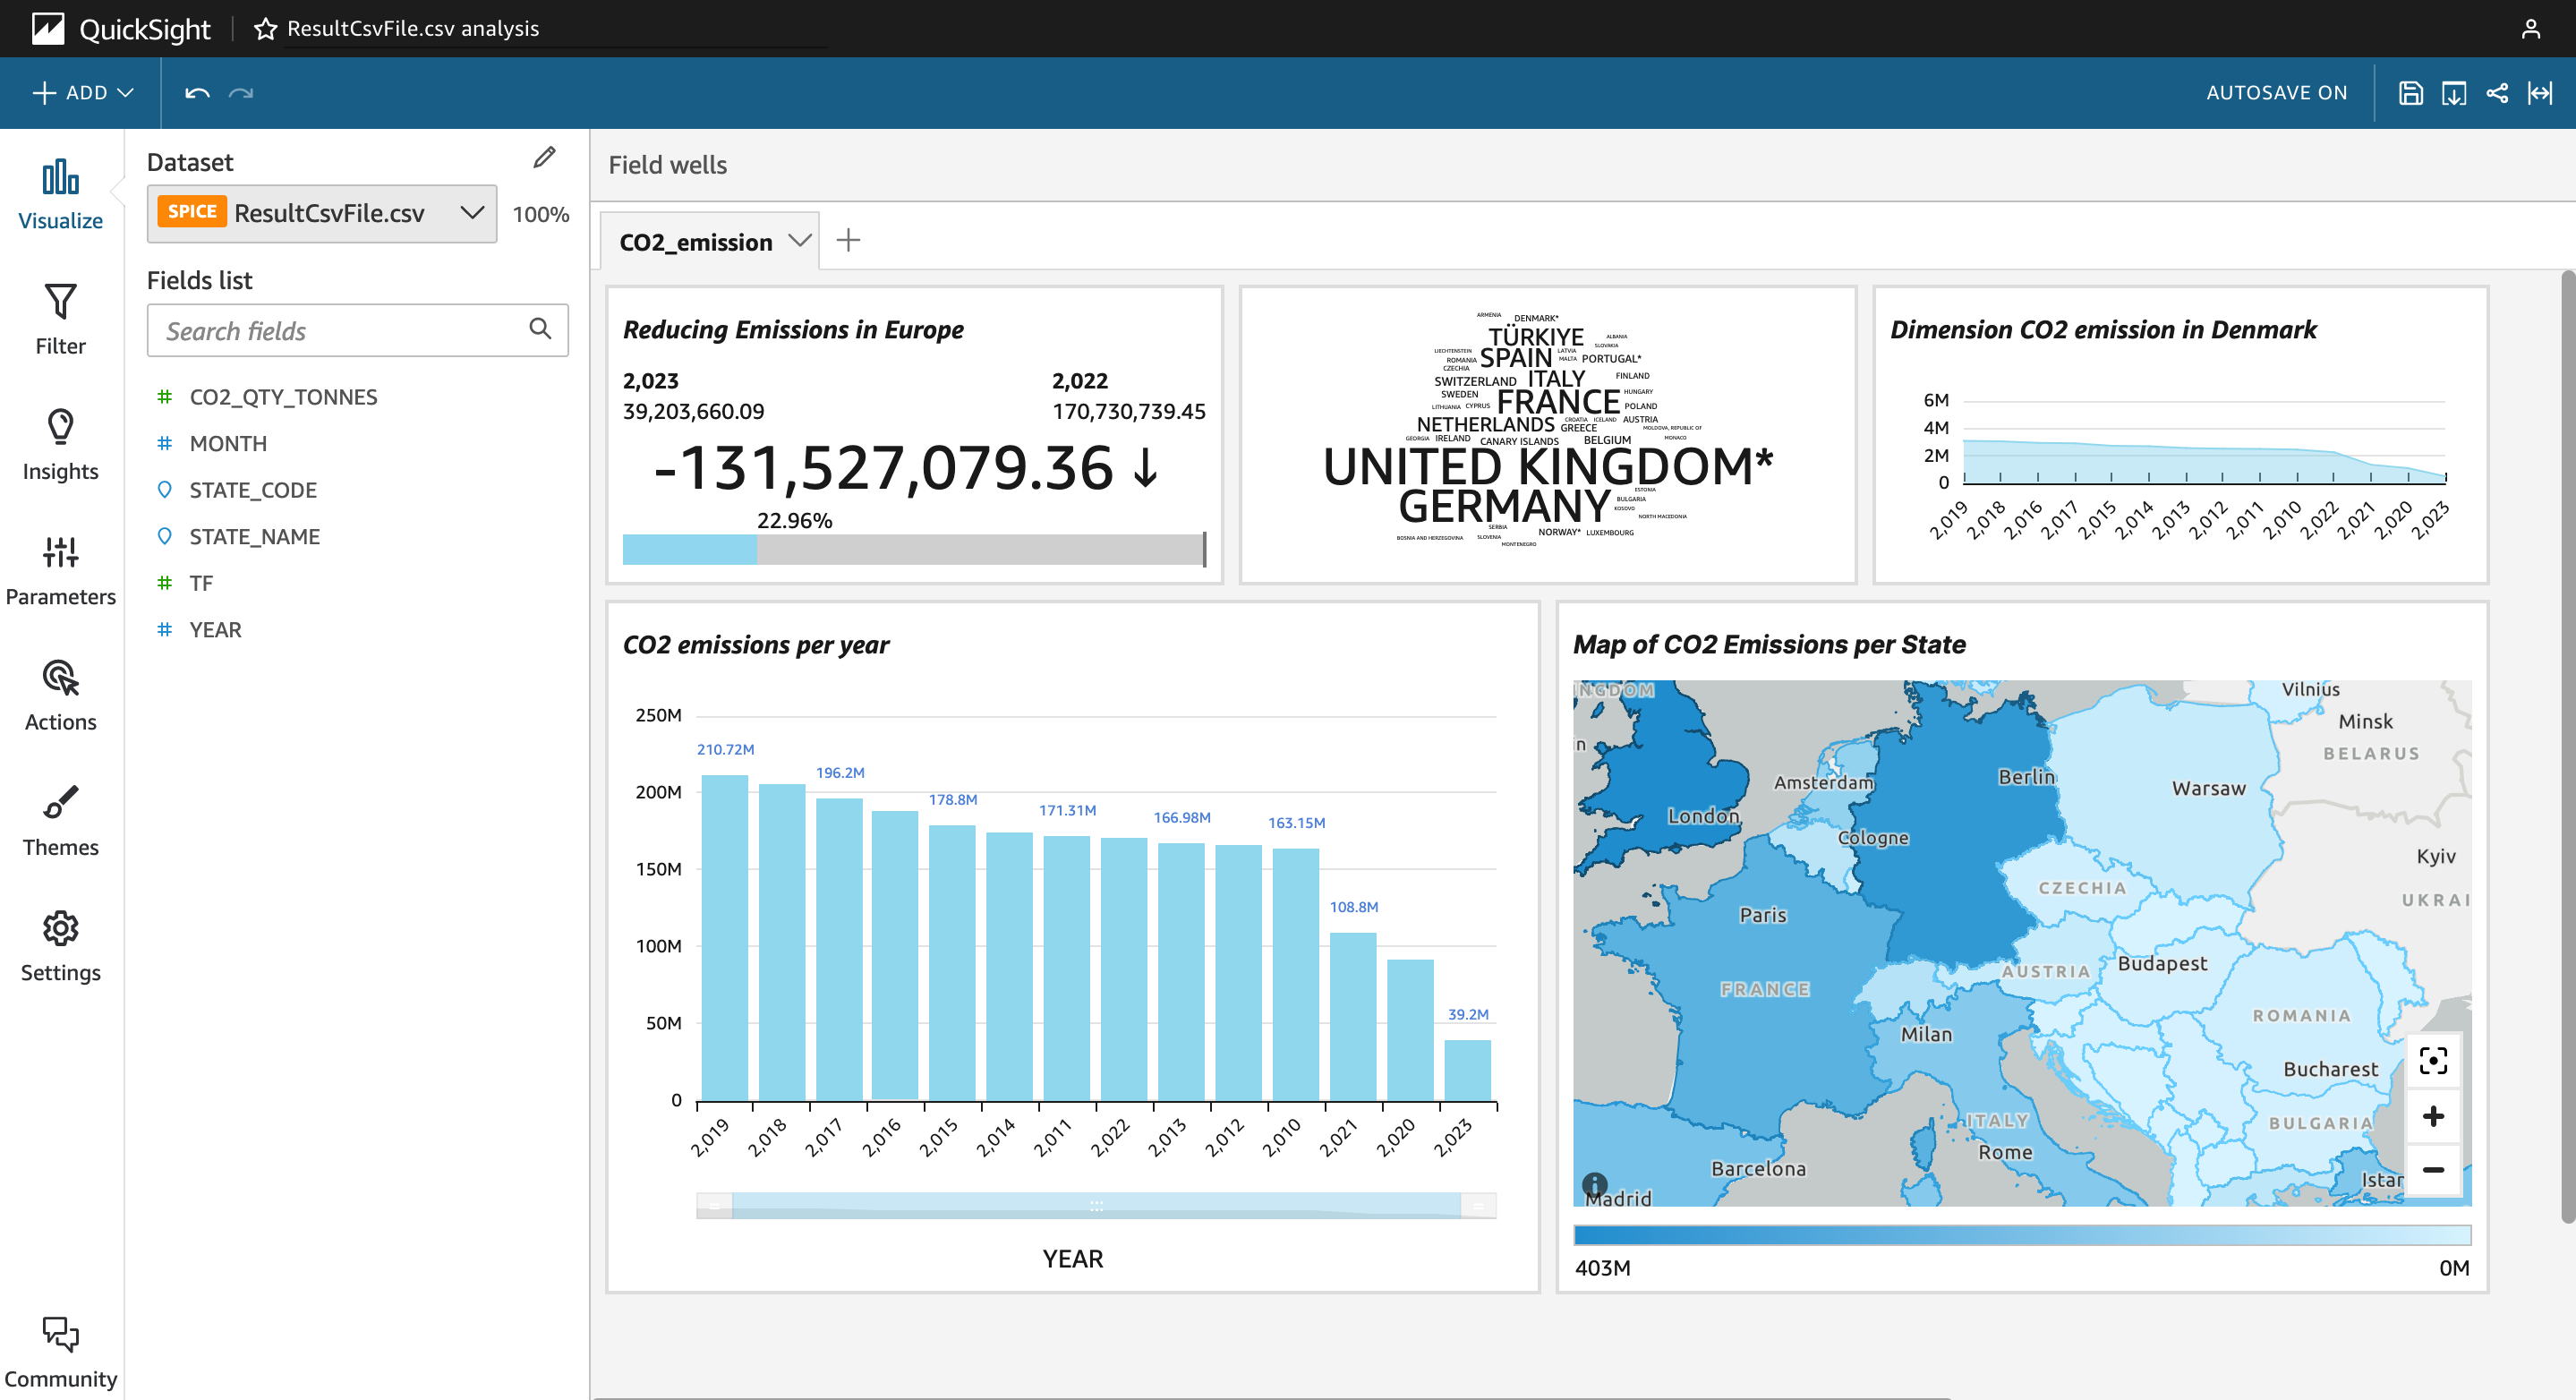 QuickSight
ResultCsvFile.csv analysis
ADD
AUTOSAVE ON
Visualize
Filter
Insights
Parameters
Actions
Themes
Settings
Community
Dataset
SPICE ResultCsvFile.csv
100%
Fields list
Search fields
# CO2_QTY_TONNES
# MONTH
STATE_CODE
STATE_NAME
# TF
# YEAR
Field wells
CO2_emission
Reducing Emissions in Europe
2,023 2,022
39,203,660.09 170,730,739.45
-131,527,079.36 ↓
22.96%
ARMENIA
DENMARK*
TÜRKIYE
ALBANIA
SLOVAKIA
LIECHTENSTEIN
LATVIA
SPAIN
ROMANIA
MALTA
PORTUGAL*
CZECHIA
SWITZERLAND
ITALY
FINLAND
SWEDEN
FRANCE
HUNGARY
LITHUANIA
CYPRUS
POLAND
NETHERLANDS
CROATIA
ICELAND
AUSTRIA
GREECE
MOLDOVA, REPUBLIC OF
GEORGIA
IRELAND
CANARY ISLANDS
BELGIUM
MONACO
UNITED KINGDOM*
GERMANY
ESTONIA
BULGARIA
KOSOVO
NORTH MACEDONIA
SERBIA
NORWAY*
LUXEMBOURG
BOSNIA AND HERZEGOVINA
SLOVENIA
MONTENEGRO
Dimension CO2 emission in Denmark
6M
4M
2M
0
2,019 2,018 2,016 2,017 2,015 2,014 2,013 2,012 2,011 2,010 2,022 2,021 2,020 2,023
CO2 emissions per year
250M
200M
150M
100M
50M
0
210.72M
196.2M
178.8M
171.31M
166.98M
163.15M
108.8M
39.2M
2,019 2,018 2,017 2,016 2,015 2,014 2,011 2,022 2,013 2,012 2,010 2,021 2,020 2,023
YEAR
Map of CO2 Emissions per State
INGDOM
Vilnius
Minsk
n
BELARUS
Amsterdam
Berlin
Warsaw
London
Cologne
Kyiv
CZECHIA
UKRAI
Paris
Budapest
AUSTRIA
FRANCE
ROMANIA
Milan
Bucharest
ITALY
BULGARIA
Rome
Barcelona
Istan
Madrid
403M 0M